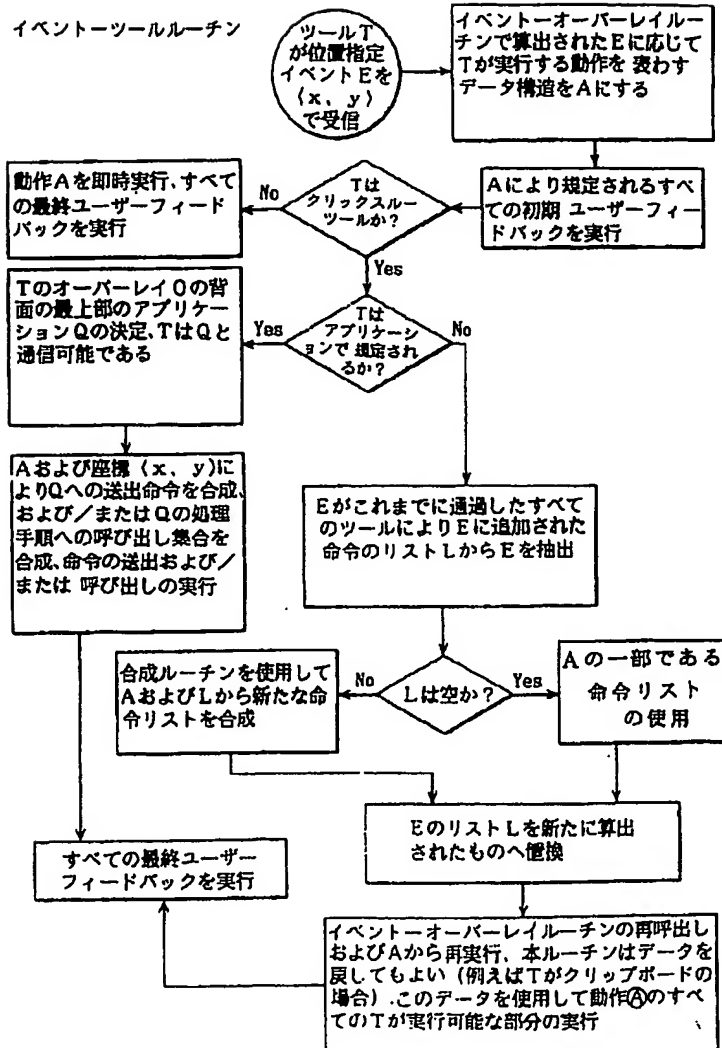 イベントーツールルーチン
ツールT
が位置指定
イベントEを
(x、y)
で受信
イベントーオーバーレイルー
チンで算出されたEに応じて
Tが実行する動作を 表わす
データ構造をAにする
Aにより規定されるすべ
ての初期 ユーザーフィー
ドバックを実行
Tは
クリックスルー
ツールか?
No
Yes
動作Aを即時実行、すべて
の最終ユーザーフィード
バックを実行
Tは
アプリケーシ
ョンで 規定され
るか?
Yes
No
TのオーバーレイOの背
面の最上部のアプリケー
ションQの決定、TはQと
通信可能である
Aおよび座標(x、y)に
よりQへの送出命令を合成、
および/またはQの処理
手順への呼び出し集合を
合成、命令の送出および/
または 呼び出しの実行
Eがこれまでに通過したすべて
のツールによりEに追加された
命令のリストLからEを抽出
Lは空か?
No
Yes
合成ルーチンを使用して
AおよびLから新たな命
令リストを合成
Aの一部である
命令リスト
の使用
EのリストLを新たに算出
されたものへ置換
すべての最終ユーザー
フィードバックを実行
イベントーオーバーレイルーチンの再呼出し
およびAから再実行、本ルーチンはデータを
戻してもよい(例えばTがクリップボードの
場合).このデータを使用して動作Ⓐのすべ
てのTが実行可能な部分の実行